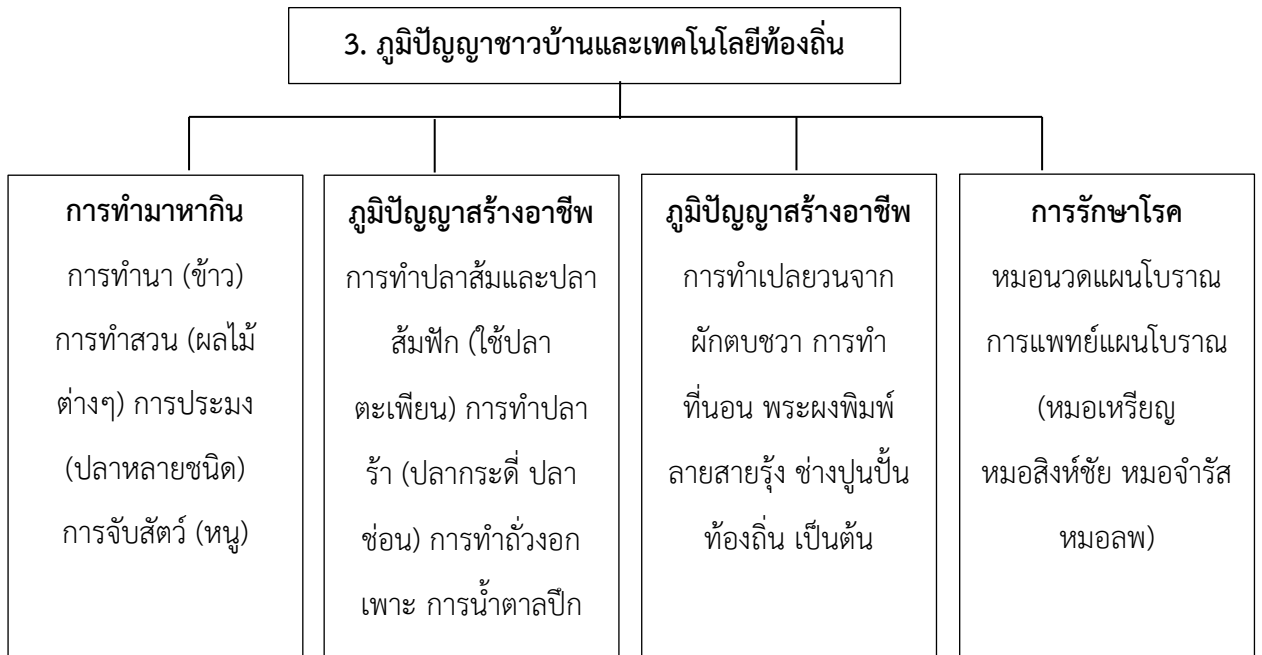 3. ภูมิปัญญาชาวบ้านและเทคโนโลยีท้องถิ่น
การทำมาหากิน
การทำนา (ข้าว)
การทำสวน (ผลไม้
ต่างๆ) การประมง
(ปลาหลายชนิด)
การจับสัตว์ (หนู)
ภูมิปัญญาสร้างอาชีพ
การทำปลาส้มและปลา
ส้มฟัก (ใช้ปลา
ตะเพียน) การทำปลา
ร้า (ปลากระดี่ ปลา
ช่อน) การทำถั่วงอก
เพาะ การน้ำตาลปึก
ภูมิปัญญาสร้างอาชีพ
การทำเปลยวนจาก
ผักตบชวา การทำ
ที่นอน พระผงพิมพ์
ลายสายรุ้ง ช่างปูนปั้น
ท้องถิ่น เป็นต้น
การรักษาโรค
หมอนวดแผนโบราณ
การแพทย์แผนโบราณ
(หมอเหรียญ
หมอสิงห์ชัย หมอจำรัส
หมอลพ)